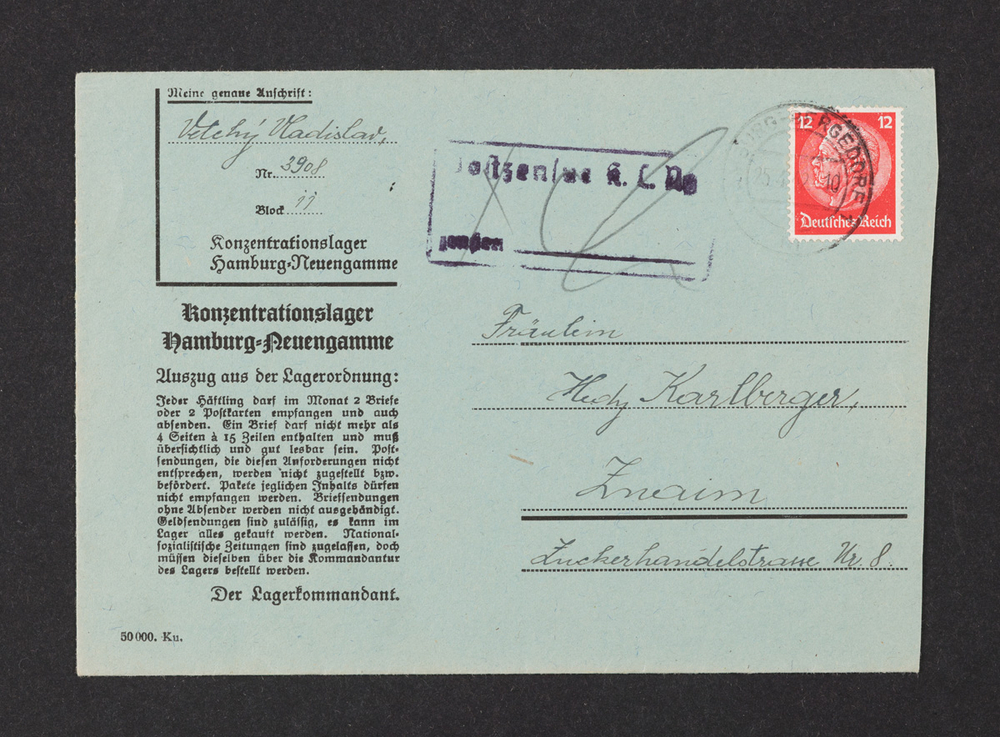 Meine genaue Anschrift:
Vetchý Vladislav,
Nr. 3908
Block 11
Konzentrationslager
Hamburg-Neuengamme
Konzentrationslager
Hamburg-Neuengamme
Auszug aus der Lagerordnung:
Jeder Häftling darf im Monat 2 Briefe
oder 2 Postkarten empfangen und auch
absenden. Ein Brief darf nicht mehr als
4 Seiten à 15 Zeilen enthalten und muß
übersichtlich und gut lesbar sein. Post-
sendungen, die diesen Anforderungen nicht
entsprechen, werden nicht zugestellt bzw.
befördert. Pakete jeglichen Inhalts dürfen
nicht empfangen werden. Briefsendungen
ohne Absender werden nicht ausgehändigt.
Geldsendungen sind zulässig, es kann im
Lager alles gekauft werden. National-
sozialistische Zeitungen sind zugelassen, doch
müssen dieselben über die Kommandantur
des Lagers bestellt werden.
Der Lagerkommandant.
50000. Ku.
K. L.
12 12
Deutsches Reich
BERGEDORF 1
Fräulein
Hedy Karlberger,
Znaim
Zuckerhandelstrasse Nr. 8.